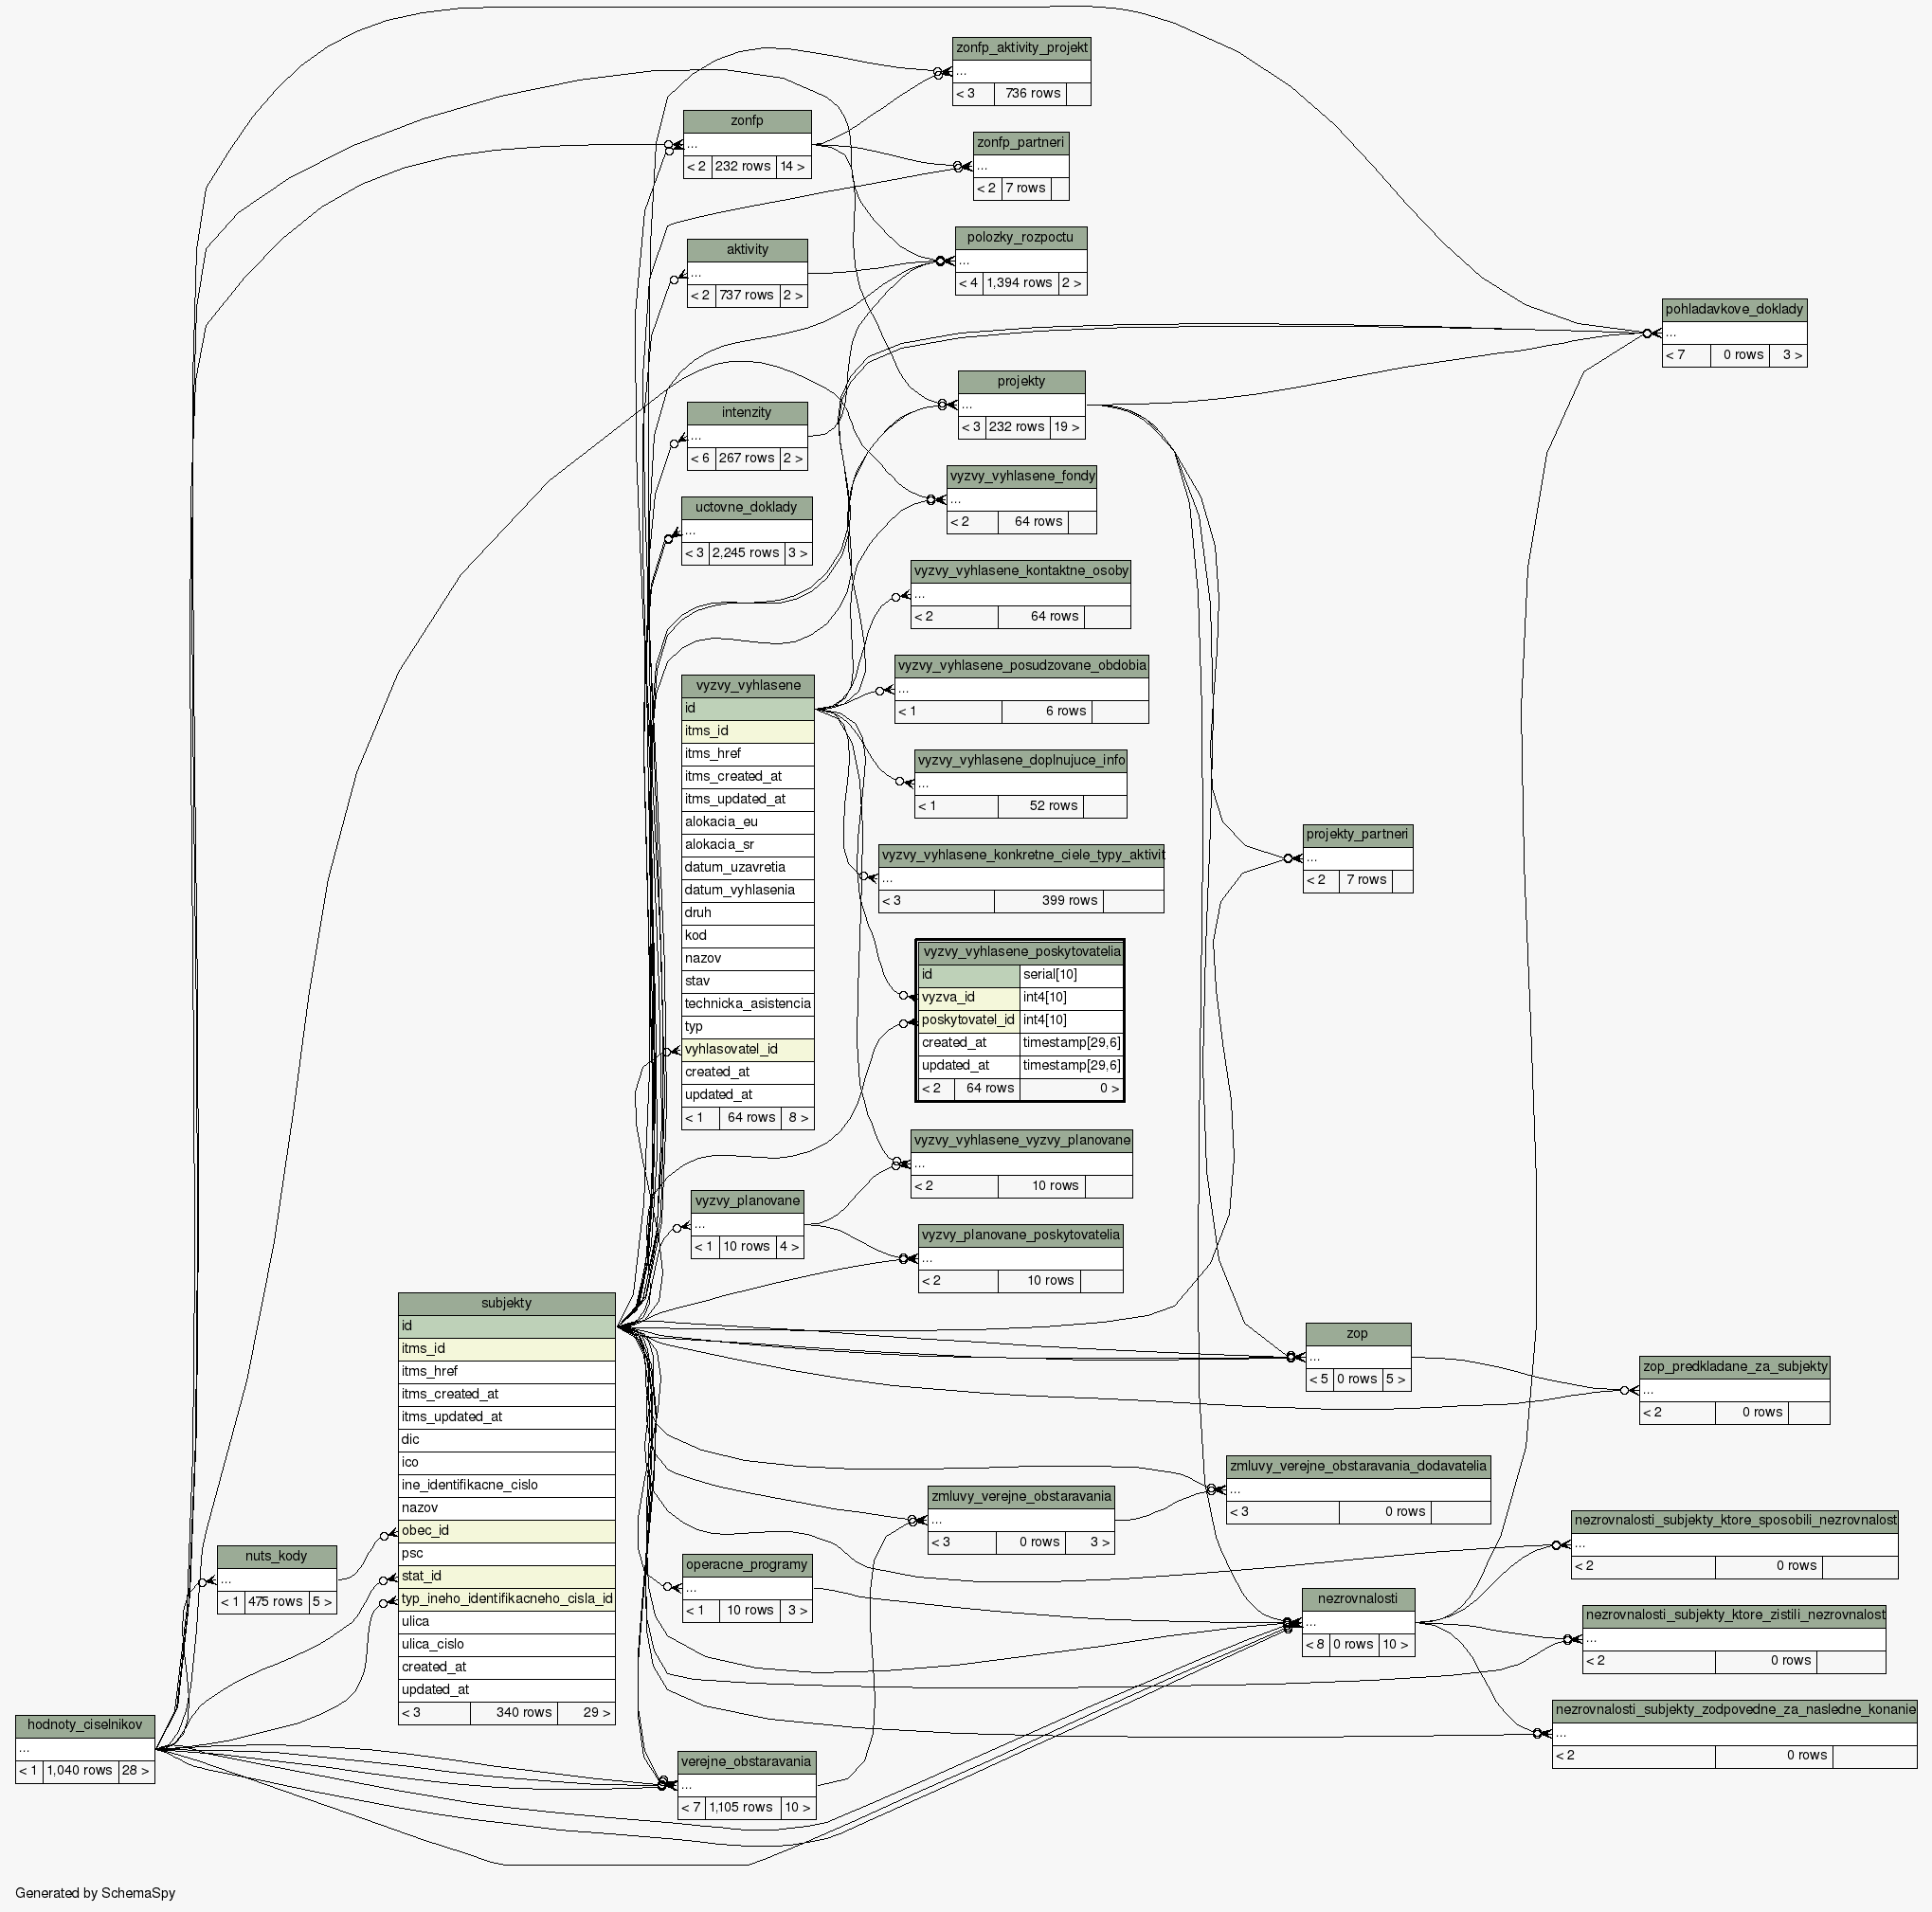 zonfp_aktivity_projekt
...
< 3 736 rows
zonfp
...
< 2 232 rows 14 >
zonfp_partneri
...
< 2 7 rows
aktivity
...
< 2 737 rows 2 >
polozky_rozpoctu
...
< 4 1,394 rows 2 >
pohladavkove_doklady
...
< 7 0 rows 3 >
projekty
...
< 3 232 rows 19 >
intenzity
...
< 6 267 rows 2 >
vyzvy_vyhlasene_fondy
...
< 2 64 rows
uctovne_doklady
...
< 3 2,245 rows 3 >
vyzvy_vyhlasene_kontaktne_osoby
...
< 2 64 rows
vyzvy_vyhlasene_posudzovane_obdobia
...
< 1 6 rows
vyzvy_vyhlasene
id
itms_id
itms_href
itms_created_at
itms_updated_at
alokacia_eu
alokacia_sr
datum_uzavretia
datum_vyhlasenia
druh
kod
nazov
stav
technicka_asistencia
typ
vyhlasovatel_id
created_at
updated_at
< 1 64 rows 8 >
vyzvy_vyhlasene_doplnujuce_info
...
< 1 52 rows
projekty_partneri
...
< 2 7 rows
vyzvy_vyhlasene_konkretne_ciele_typy_aktivit
...
< 3 399 rows
vyzvy_vyhlasene_poskytovatelia
id serial[10]
vyzva_id int4[10]
poskytovatel_id int4[10]
created_at timestamp[29,6]
updated_at timestamp[29,6]
< 2 64 rows 0 >
vyzvy_vyhlasene_vyzvy_planovane
...
< 2 10 rows
vyzvy_planovane
...
< 1 10 rows 4 >
vyzvy_planovane_poskytovatelia
...
< 2 10 rows
subjekty
id
itms_id
itms_href
itms_created_at
itms_updated_at
dic
ico
ine_identifikacne_cislo
nazov
obec_id
psc
stat_id
typ_ineho_identifikacneho_cisla_id
ulica
ulica_cislo
created_at
updated_at
< 3 340 rows 29 >
zop
...
< 5 0 rows 5 >
zop_predkladane_za_subjekty
...
< 2 0 rows
zmluvy_verejne_obstaravania_dodavatelia
...
< 3 0 rows
zmluvy_verejne_obstaravania
...
< 3 0 rows 3 >
nezrovnalosti_subjekty_ktore_sposobili_nezrovnalost
...
< 2 0 rows
nuts_kody
...
< 1 475 rows 5 >
operacne_programy
...
< 1 10 rows 3 >
nezrovnalosti
...
< 8 0 rows 10 >
nezrovnalosti_subjekty_ktore_zistili_nezrovnalost
...
< 2 0 rows
nezrovnalosti_subjekty_zodpovedne_za_nasledne_konanie
...
< 2 0 rows
hodnoty_ciselnikov
...
< 1 1,040 rows 28 >
verejne_obstaravania
...
< 7 1,105 rows 10 >
Generated by SchemaSpy